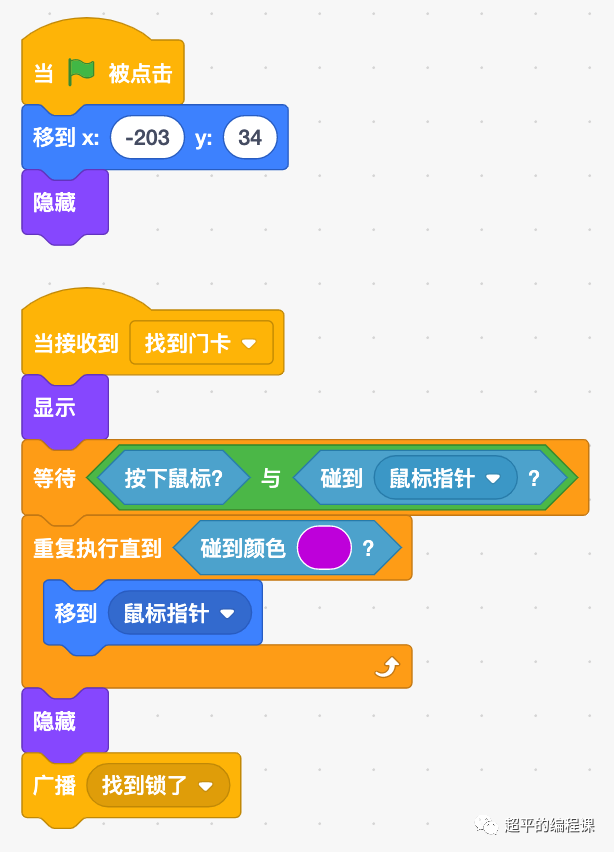 当 被点击
移到 x: -203 y: 34
隐藏
当接收到 找到门卡
显示
等待 按下鼠标? 与 碰到 鼠标指针 ?
重复执行直到 碰到颜色 ?
移到 鼠标指针
隐藏
广播 找到锁了
超平的编程课